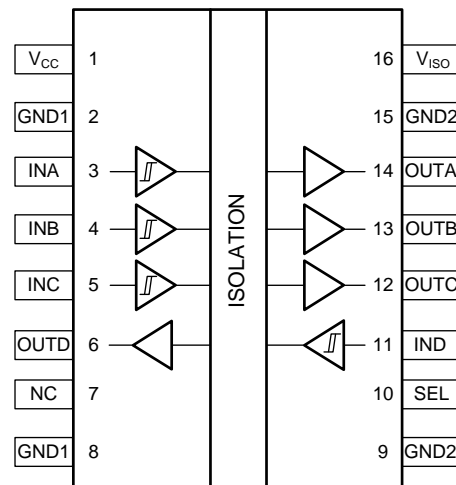 VCC 1 16 VISO
GND1 2 15 GND2
INA 3 14 OUTA
INB 4 13 OUTB
INC 5 12 OUTC
OUTD 6 11 IND
NC 7 10 SEL
GND1 8 9 GND2
ISOLATION